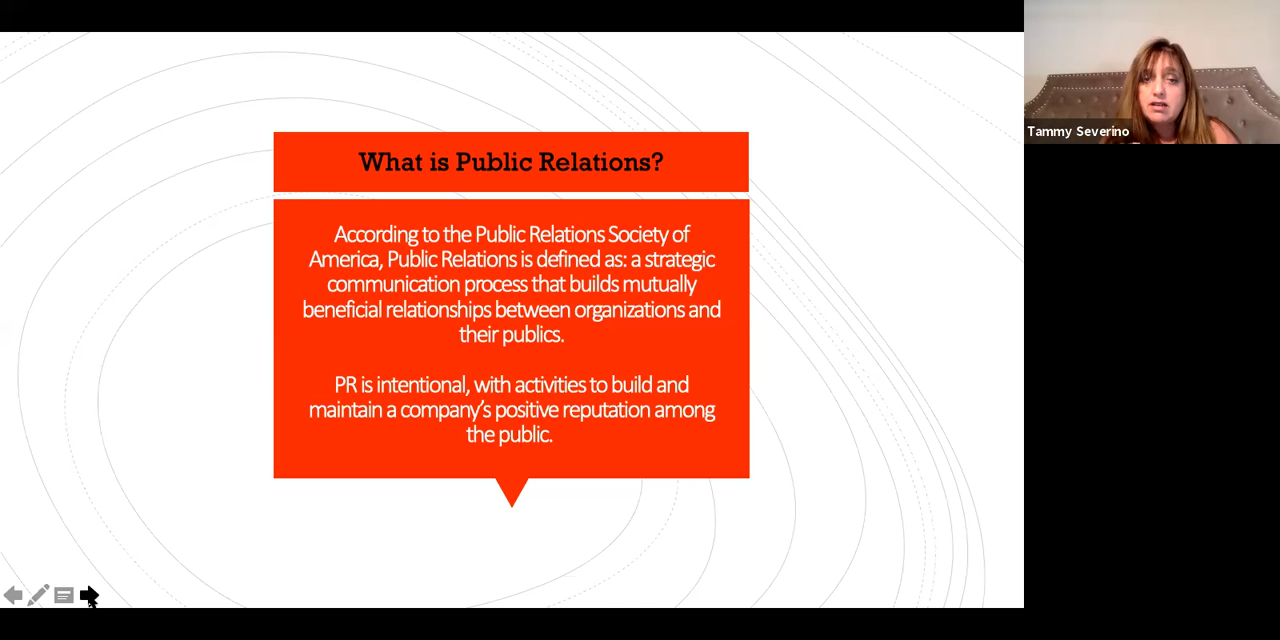 What is Public Relations?
According to the Public Relations Society of
America, Public Relations is defined as: a strategic
communication process that builds mutually
beneficial relationships between organizations and
their publics.
PR is intentional, with activities to build and
maintain a company's positive reputation among
the public.
Tammy Severino